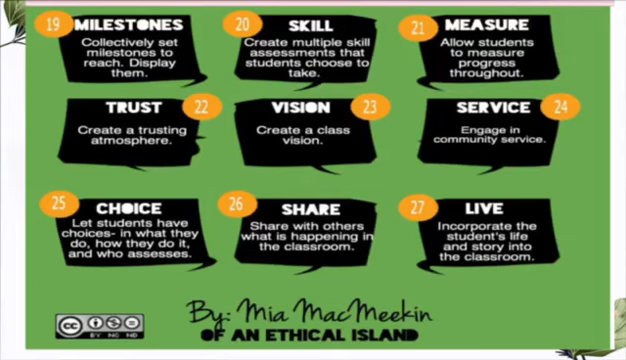 19 MILESTONES
Collectively set
milestones to
reach. Display
them.
20 SKILL
Create multiple skill
assessments that
students choose to
take.
21 MEASURE
Allow students
to measure
progress
throughout.
TRUST 22
Create a trusting
atmosphere.
VISION 23
Create a class
vision.
SERVICE 24
Engage in
community service.
25 CHOICE
Let students have
choices- in what they
do, how they do it,
and who assesses.
26 SHARE
Share with others
what is happening in
the classroom.
27 LIVE
Incorporate the
student's life
and story into
the classroom.
By: Mia MacMeekin
OF AN ETHICAL ISLAND
cc
BY NC ND